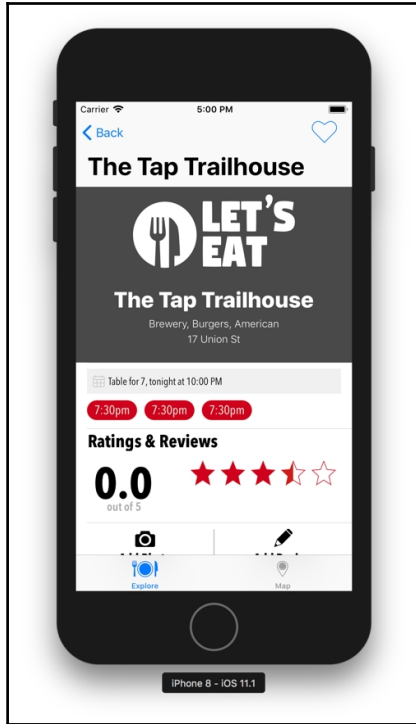 Carrier 5:00 PM
Back
The Tap Trailhouse
LET'S
EAT
The Tap Trailhouse
Brewery, Burgers, American
17 Union St
Table for 7, tonight at 10:00 PM
7:30pm 7:30pm 7:30pm
Ratings & Reviews
0.0
out of 5
Explore Map
iPhone 8 - iOS 11.1